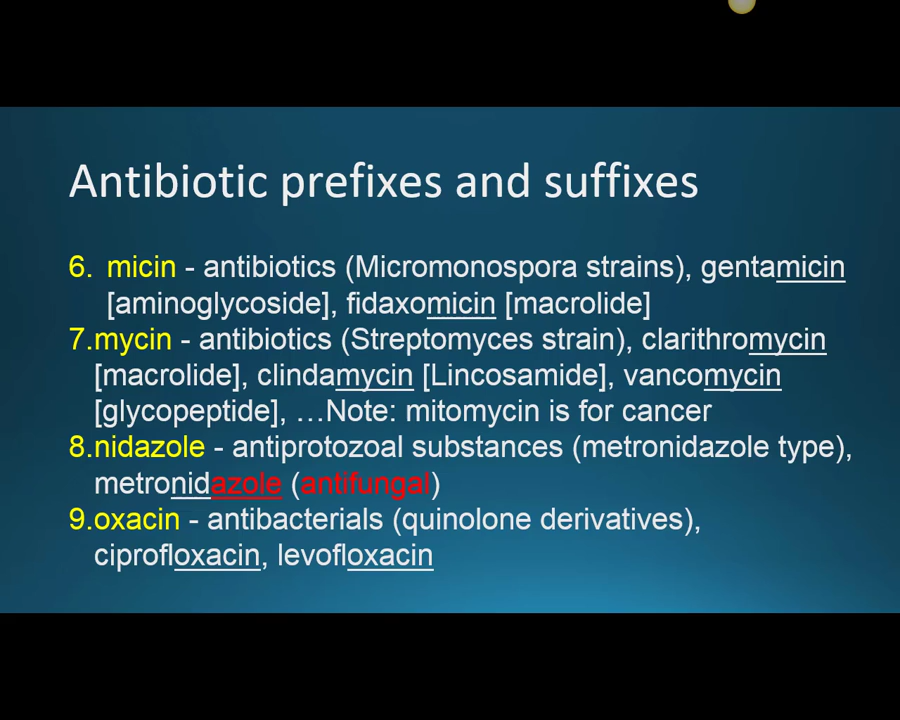 Antibiotic prefixes and suffixes
6. micin - antibiotics (Micromonospora strains), gentamicin
[aminoglycoside], fidaxomicin [macrolide]
7.mycin - antibiotics (Streptomyces strain), clarithromycin
[macrolide], clindamycin [Lincosamide], vancomycin
[glycopeptide], …Note: mitomycin is for cancer
8.nidazole - antiprotozoal substances (metronidazole type),
metronidazole (antifungal)
9.oxacin - antibacterials (quinolone derivatives),
ciprofloxacin, levofloxacin